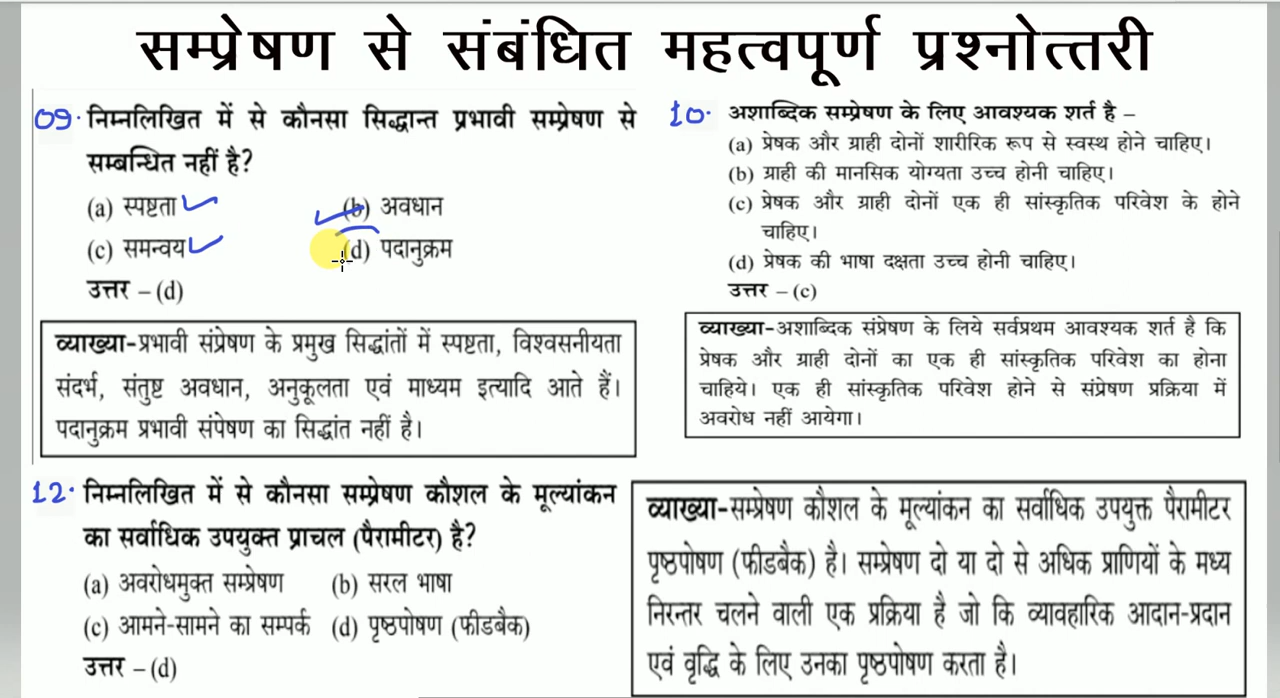 सम्प्रेषण से संबंधित महत्वपूर्ण प्रश्नोत्तरी
09. निम्नलिखित में से कौनसा सिद्धान्त प्रभावी सम्प्रेषण से
सम्बन्धित नहीं है?
(a) स्पष्टता (b) अवधान
(c) समन्वय (d) पदानुक्रम
उत्तर – (d)
व्याख्या-प्रभावी संप्रेषण के प्रमुख सिद्धांतों में स्पष्टता, विश्वसनीयता
संदर्भ, संतुष्ट अवधान, अनुकूलता एवं माध्यम इत्यादि आते हैं।
पदानुक्रम प्रभावी संपेषण का सिद्धांत नहीं है।
10. अशाब्दिक सम्प्रेषण के लिए आवश्यक शर्त है –
(a) प्रेषक और ग्राही दोनों शारीरिक रूप से स्वस्थ होने चाहिए।
(b) ग्राही की मानसिक योग्यता उच्च होनी चाहिए।
(c) प्रेषक और ग्राही दोनों एक ही सांस्कृतिक परिवेश के होने
चाहिए।
(d) प्रेषक की भाषा दक्षता उच्च होनी चाहिए।
उत्तर – (c)
व्याख्या-अशाब्दिक संप्रेषण के लिये सर्वप्रथम आवश्यक शर्त है कि
प्रेषक और ग्राही दोनों का एक ही सांस्कृतिक परिवेश का होना
चाहिये। एक ही सांस्कृतिक परिवेश होने से संप्रेषण प्रक्रिया में
अवरोध नहीं आयेगा।
12. निम्नलिखित में से कौनसा सम्प्रेषण कौशल के मूल्यांकन
का सर्वाधिक उपयुक्त प्राचल (पैरामीटर) है?
(a) अवरोधमुक्त सम्प्रेषण (b) सरल भाषा
(c) आमने-सामने का सम्पर्क (d) पृष्ठपोषण (फीडबैक)
उत्तर – (d)
व्याख्या-सम्प्रेषण कौशल के मूल्यांकन का सर्वाधिक उपयुक्त पैरामीटर
पृष्ठपोषण (फीडबैक) है। सम्प्रेषण दो या दो से अधिक प्राणियों के मध्य
निरन्तर चलने वाली एक प्रक्रिया है जो कि व्यावहारिक आदान-प्रदान
एवं वृद्धि के लिए उनका पृष्ठपोषण करता है।